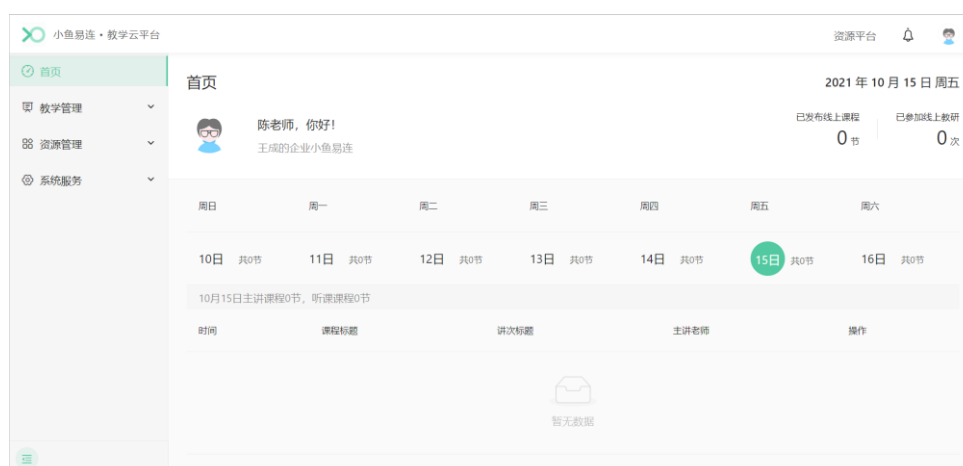 小鱼易连·教学云平台 资源平台
首页
教学管理
资源管理
系统服务
首页 2021 年 10 月 15 日 周五
陈老师，你好！
王成的企业小鱼易连
已发布线上课程 已参加线上教研
0 节 0 次
周日 周一 周二 周三 周四 周五 周六
10日 共0节 11日 共0节 12日 共0节 13日 共0节 14日 共0节 15日 共0节 16日 共0节
10月15日主讲课程0节，听课课程0节
时间 课程标题 讲次标题 主讲老师 操作
暂无数据